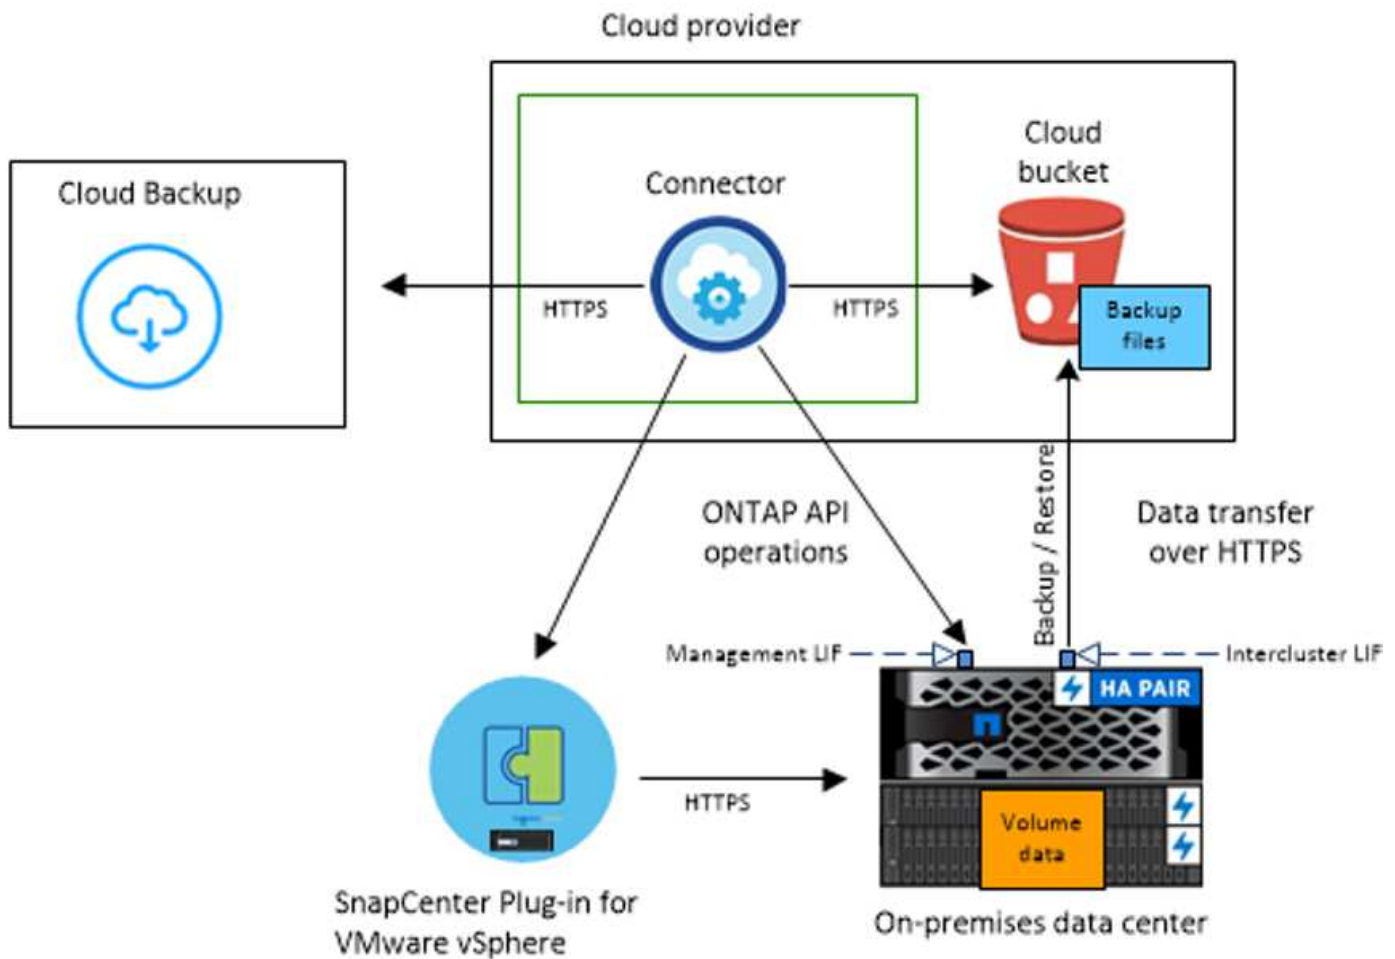 Cloud provider
Cloud
bucket
Connector
Cloud Backup
HTTPS
HTTPS
Backup
files
ONTAP API
operations
Backup / Restore
Data transfer
over HTTPS
Management LIF
Intercluster LIF
HA PAIR
HTTPS
Volume
data
SnapCenter Plug-in for
VMware vSphere
On-premises data center